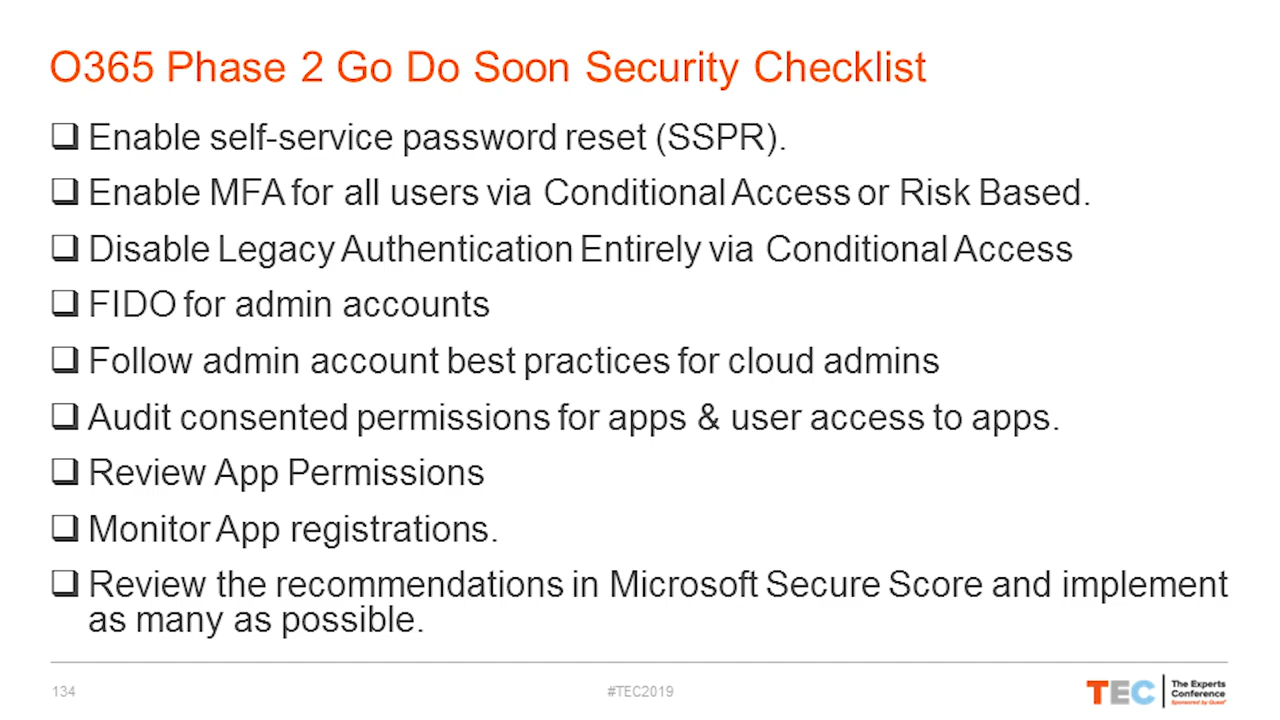 O365 Phase 2 Go Do Soon Security Checklist
Enable self-service password reset (SSPR).
Enable MFA for all users via Conditional Access or Risk Based.
Disable Legacy Authentication Entirely via Conditional Access
FIDO for admin accounts
Follow admin account best practices for cloud admins
Audit consented permissions for apps & user access to apps.
Review App Permissions
Monitor App registrations.
Review the recommendations in Microsoft Secure Score and implement
as many as possible.
134
#TEC2019
TEC
The Experts
Conference
Sponsored by Quest